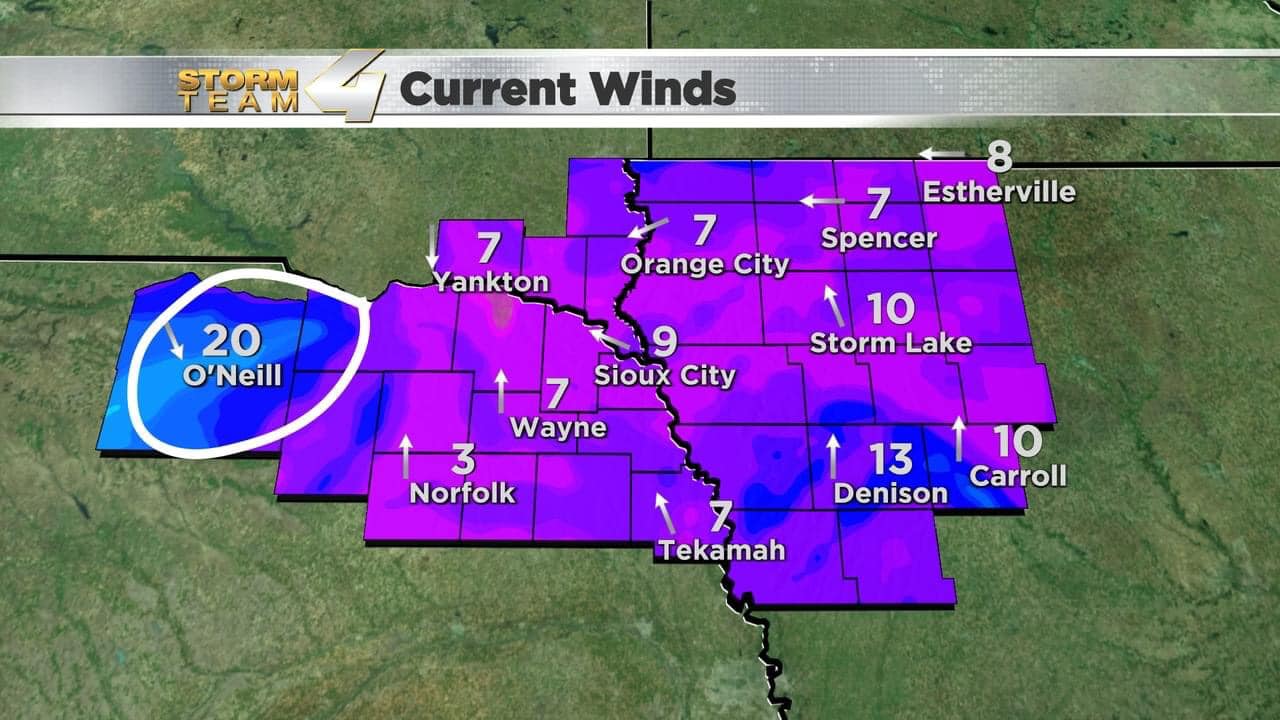 STORM
TEAM
4
Current Winds
8
Estherville
7
Spencer
7
Orange City
7
Yankton
10
Storm Lake
20
O'Neill
9
Sioux City
7
Wayne
3
Norfolk
13
Denison
10
Carroll
7
Tekamah